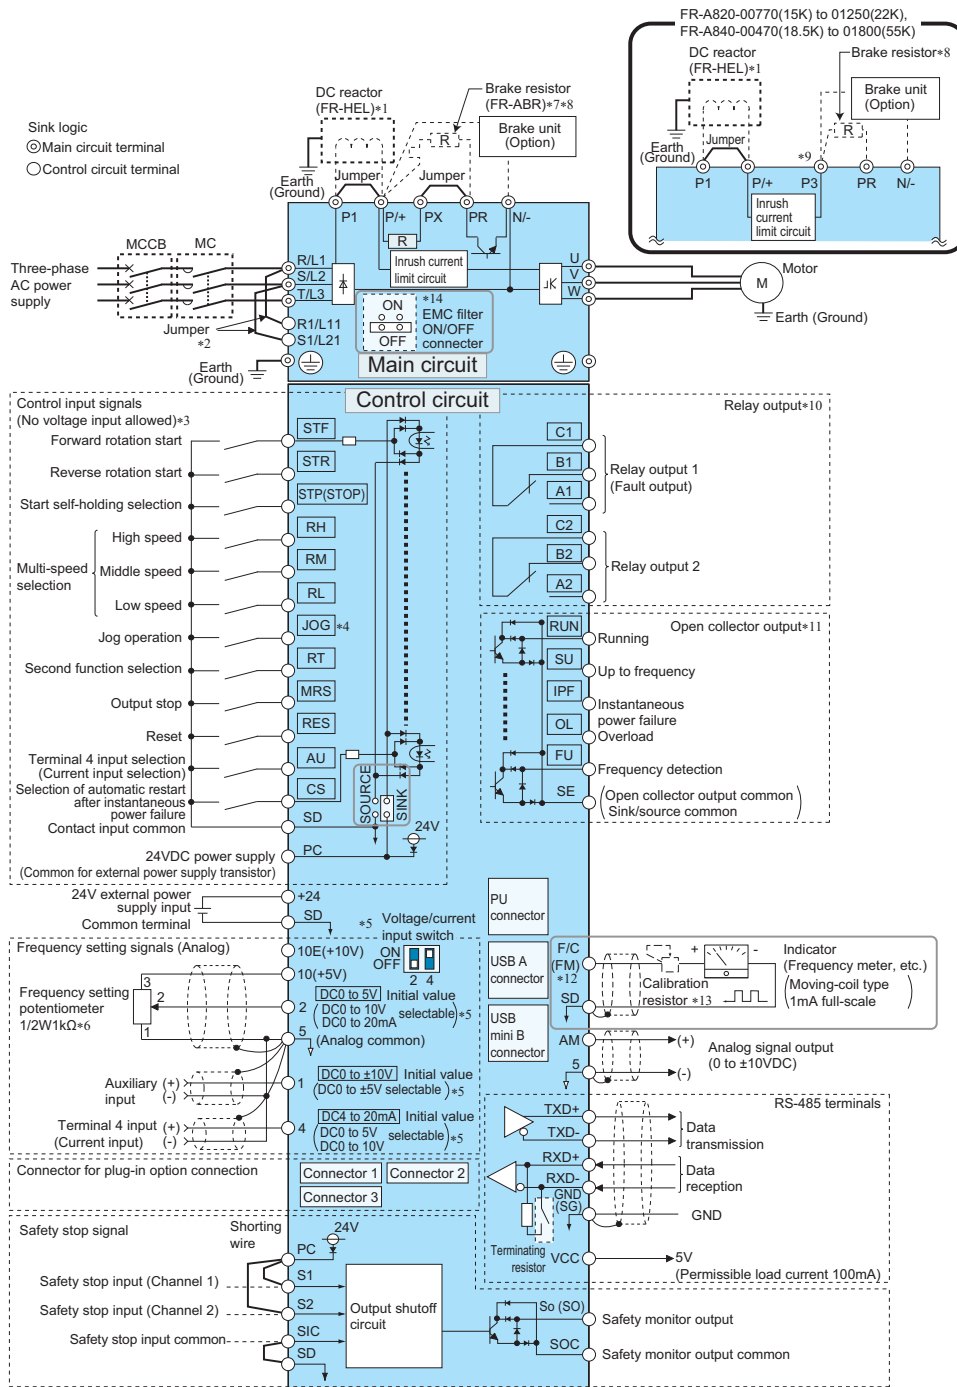 FR-A820-00770(15K) to 01250(22K),
FR-A840-00470(18.5K) to 01800(55K)
DC reactor
(FR-HEL)*1
Brake resistor*8
Brake unit
(Option)
R
Earth
(Ground)
Jumper
*9
P1
P/+
P3
PR
N/-
Inrush
current
limit circuit
Sink logic
Main circuit terminal
Control circuit terminal
DC reactor
(FR-HEL)*1
Brake resistor
(FR-ABR)*7*8
Brake unit
(Option)
R
Earth
(Ground)
Jumper
Jumper
P1
P/+
PX
PR
N/-
R
Inrush current
limit circuit
MCCB
MC
Three-phase
AC power
supply
R/L1
S/L2
T/L3
R1/L11
S1/L21
Jumper
*2
Earth
(Ground)
ON
OFF
*14
EMC filter
ON/OFF
connecter
U
V
W
Motor
M
Earth (Ground)
Main circuit
Control circuit
Control input signals
(No voltage input allowed)*3
Forward rotation start
STF
Reverse rotation start
STR
Start self-holding selection
STP(STOP)
Multi-speed
selection
High speed
RH
Middle speed
RM
Low speed
RL
Jog operation
JOG *4
Second function selection
RT
Output stop
MRS
Reset
RES
Terminal 4 input selection
(Current input selection)
AU
Selection of automatic restart
after instantaneous
power failure
CS
Contact input common
SD
SOURCE
SINK
24V
24VDC power supply
(Common for external power supply transistor)
PC
Relay output*10
C1
B1
A1
Relay output 1
(Fault output)
C2
B2
A2
Relay output 2
Open collector output*11
RUN
Running
SU
Up to frequency
IPF
Instantaneous
power failure
OL
Overload
FU
Frequency detection
SE
Open collector output common
Sink/source common
24V external power
supply input
+24
Common terminal
SD
*5
Voltage/current
input switch
ON
OFF
2 4
PU
connector
USB A
connector
USB
mini B
connector
Frequency setting signals (Analog)
10E(+10V)
10(+5V)
Frequency setting
potentiometer
1/2W1kΩ*6
3
2
1
2
DC0 to 5V Initial value
DC0 to 10V
DC0 to 20mA
selectable
*5
5
(Analog common)
Auxiliary
input
(+)
(-)
1
DC0 to ±10V Initial value
DC0 to ±5V selectable
*5
Terminal 4 input
(Current input)
(+)
(-)
4
DC4 to 20mA Initial value
DC0 to 5V
DC0 to 10V
selectable
*5
F/C
(FM)
*12
SD
+
-
Calibration
resistor *13
Indicator
(Frequency meter, etc.)
Moving-coil type
1mA full-scale
AM
(+)
5
(-)
Analog signal output
(0 to ±10VDC)
RS-485 terminals
TXD+
TXD-
Data
transmission
RXD+
RXD-
Data
reception
GND
(SG)
GND
Terminating
resistor
VCC
5V
(Permissible load current 100mA)
Connector for plug-in option connection
Connector 1
Connector 2
Connector 3
Safety stop signal
Shorting
wire
24V
PC
Safety stop input (Channel 1)
S1
Safety stop input (Channel 2)
S2
Safety stop input common
SIC
SD
Output shutoff
circuit
So (SO)
Safety monitor output
SOC
Safety monitor output common